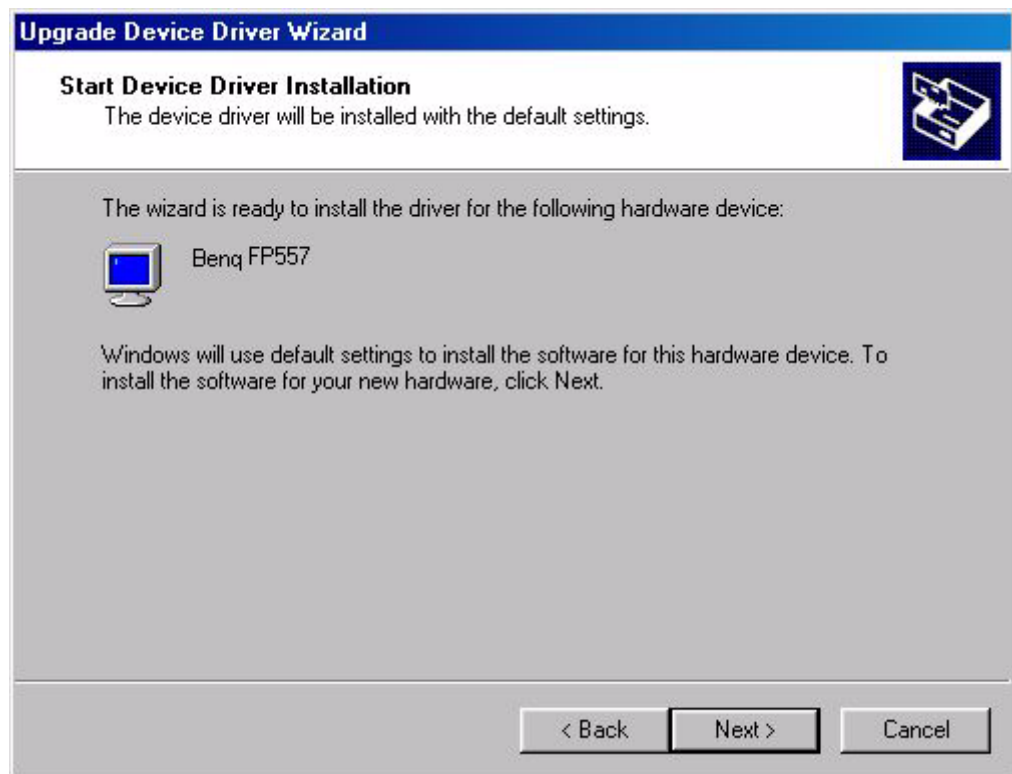 Upgrade Device Driver Wizard
Start Device Driver Installation
The device driver will be installed with the default settings.
The wizard is ready to install the driver for the following hardware device:
Benq FP557
Windows will use default settings to install the software for this hardware device. To
install the software for your new hardware, click Next.
< Back Next > Cancel